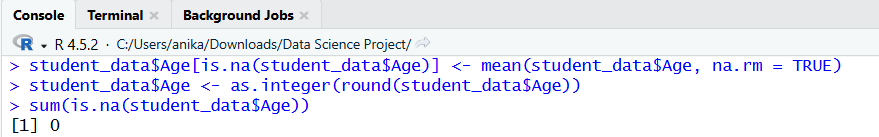 Console Terminal Background Jobs
R 4.5.2 · C:/Users/anika/Downloads/Data Science Project/
> student_data$Age[is.na(student_data$Age)] <- mean(student_data$Age, na.rm = TRUE)
> student_data$Age <- as.integer(round(student_data$Age))
> sum(is.na(student_data$Age))
[1] 0